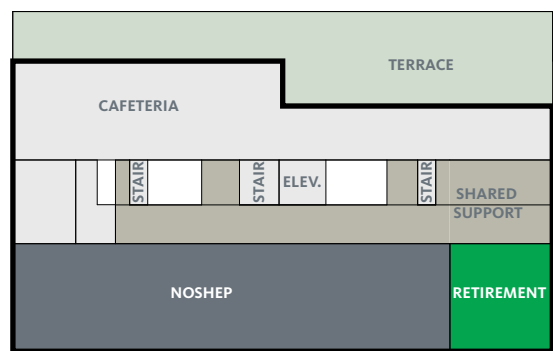 TERRACE
CAFETERIA
STAIR
STAIR
ELEV.
STAIR
SHARED
SUPPORT
NOSHEP
RETIREMENT